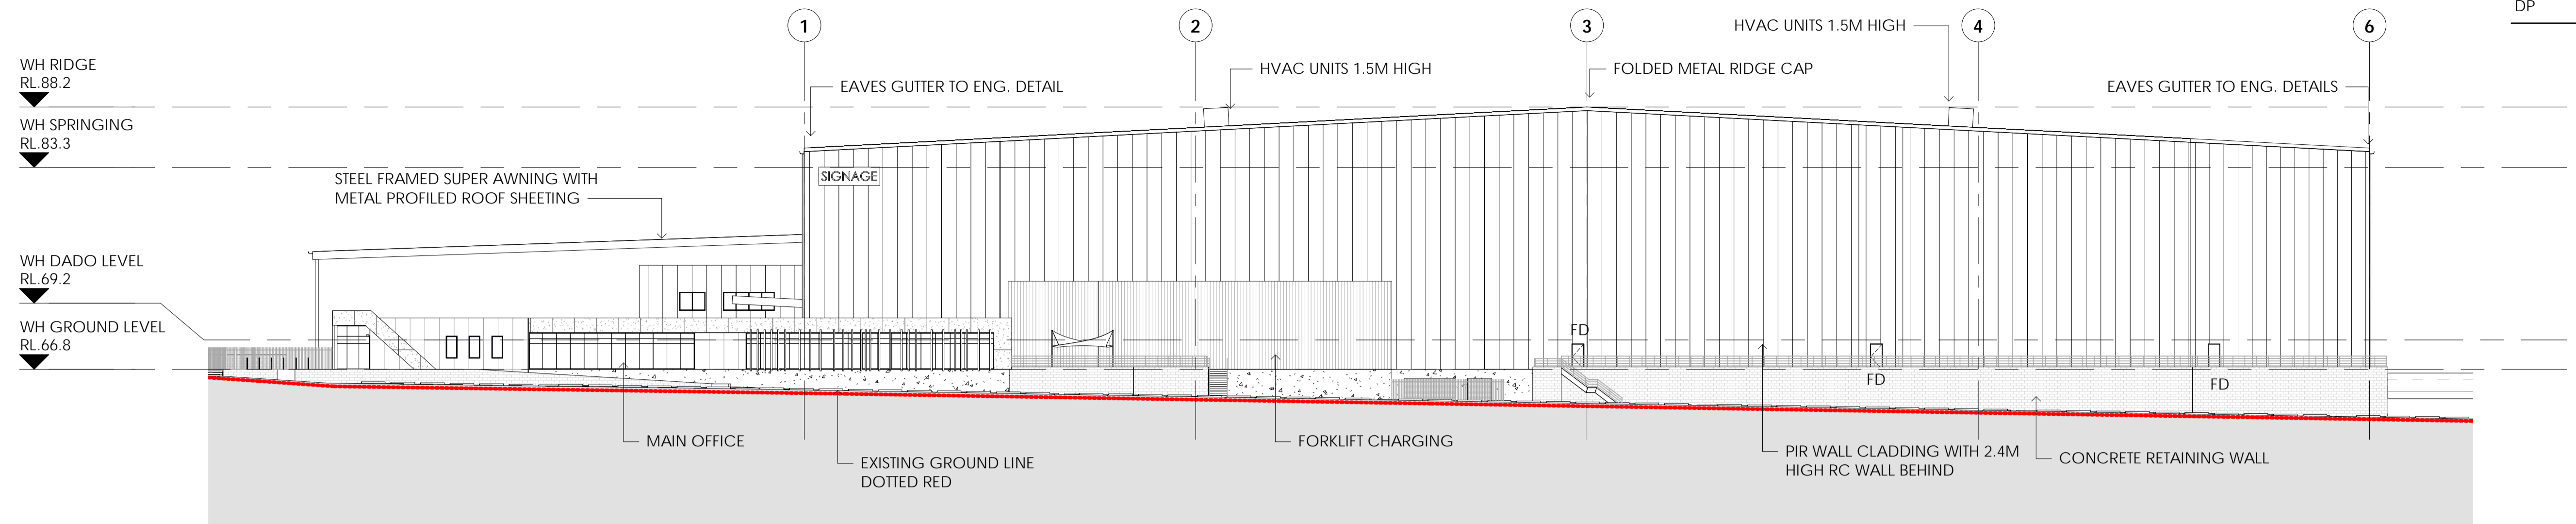 DP
1
2
3
4
6
HVAC UNITS 1.5M HIGH
WH RIDGE
RL.88.2
HVAC UNITS 1.5M HIGH
FOLDED METAL RIDGE CAP
EAVES GUTTER TO ENG. DETAIL
EAVES GUTTER TO ENG. DETAILS
WH SPRINGING
RL.83.3
SIGNAGE
STEEL FRAMED SUPER AWNING WITH
METAL PROFILED ROOF SHEETING
WH DADO LEVEL
RL.69.2
WH GROUND LEVEL
RL.66.8
FD
FD
FD
MAIN OFFICE
FORKLIFT CHARGING
EXISTING GROUND LINE
DOTTED RED
PIR WALL CLADDING WITH 2.4M
HIGH RC WALL BEHIND
CONCRETE RETAINING WALL